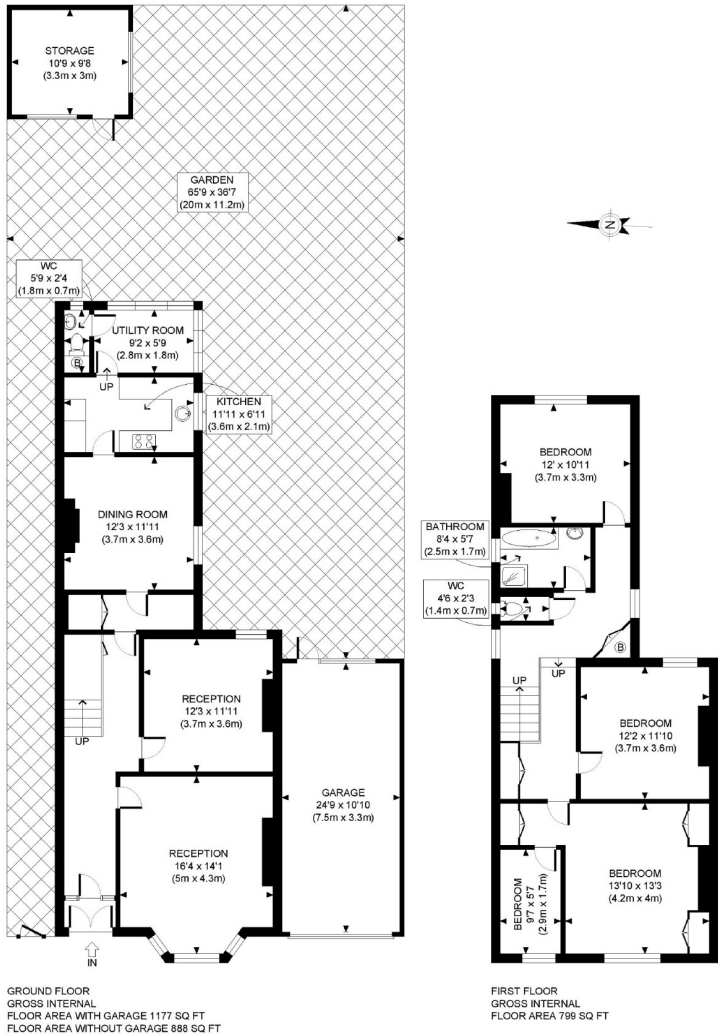 STORAGE
10'9 x 9'8
(3.3m x 3m)
GARDEN
65'9 x 36'7
(20m x 11.2m)
N
WC
5'9 x 2'4
(1.8m x 0.7m)
UTILITY ROOM
9'2 x 5'9
(2.8m x 1.8m)
B
UP
KITCHEN
11'11 x 6'11
(3.6m x 2.1m)
DINING ROOM
12'3 x 11'11
(3.7m x 3.6m)
RECEPTION
12'3 x 11'11
(3.7m x 3.6m)
UP
GARAGE
24'9 x 10'10
(7.5m x 3.3m)
RECEPTION
16'4 x 14'1
(5m x 4.3m)
IN
GROUND FLOOR
GROSS INTERNAL
FLOOR AREA WITH GARAGE 1177 SQ FT
FLOOR AREA WITHOUT GARAGE 888 SQ FT
BEDROOM
12' x 10'11
(3.7m x 3.3m)
BATHROOM
8'4 x 5'7
(2.5m x 1.7m)
WC
4'6 x 2'3
(1.4m x 0.7m)
B
UP
UP
BEDROOM
12'2 x 11'10
(3.7m x 3.6m)
BEDROOM
9'7 x 5'7
(2.9m x 1.7m)
BEDROOM
13'10 x 13'3
(4.2m x 4m)
FIRST FLOOR
GROSS INTERNAL
FLOOR AREA 799 SQ FT